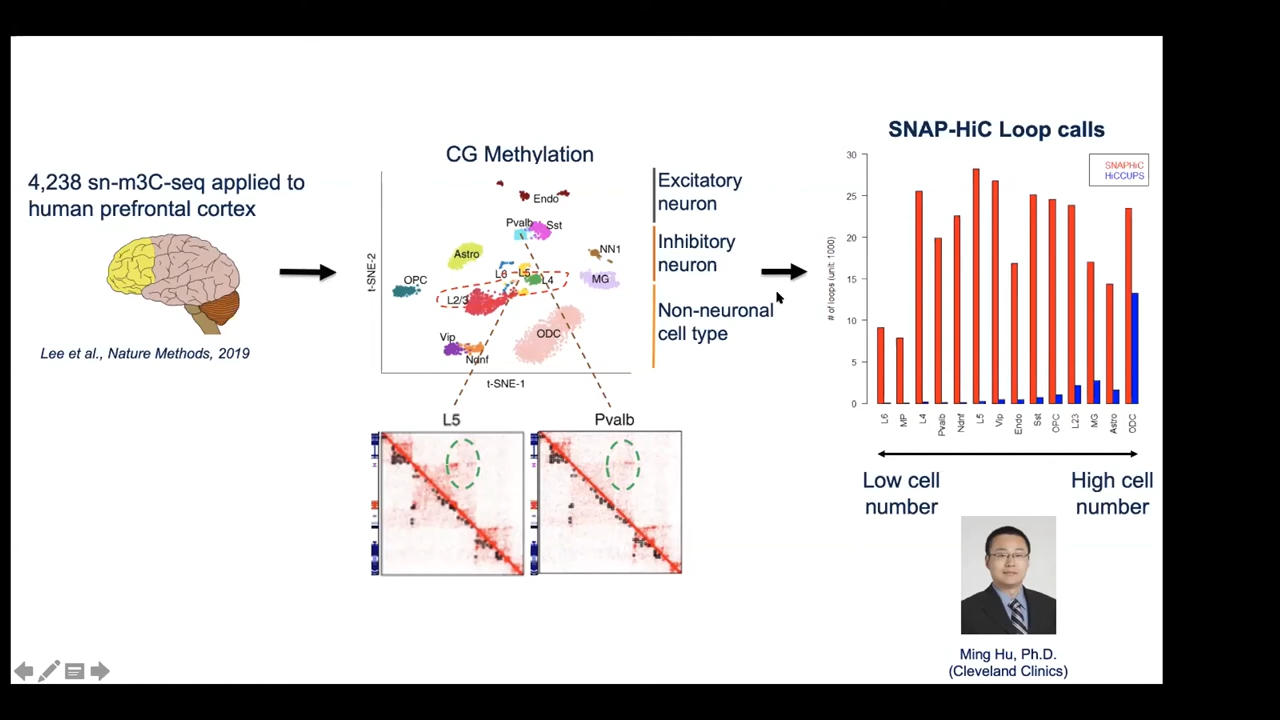 4,238 sn-m3C-seq applied to
human prefrontal cortex
Lee et al., Nature Methods, 2019
CG Methylation
t-SNE-2
Endo
Pvalb
Sst
Astro
NN1
L6
L5
L4
MG
OPC
L2/3
ODC
Vip
Ndnf
t-SNE-1
Excitatory
neuron
Inhibitory
neuron
Non-neuronal
cell type
L5
Pvalb
SNAP-HiC Loop calls
SNAPHiC
HiCCUPS
# of loops (unit: 1000)
30
25
20
15
10
5
0
L6
MP
L4
Pvalb
Ndnf
L5
Vip
Endo
Sst
OPC
L23
MG
Astro
ODC
Low cell
number
High cell
number
Ming Hu, Ph.D.
(Cleveland Clinics)